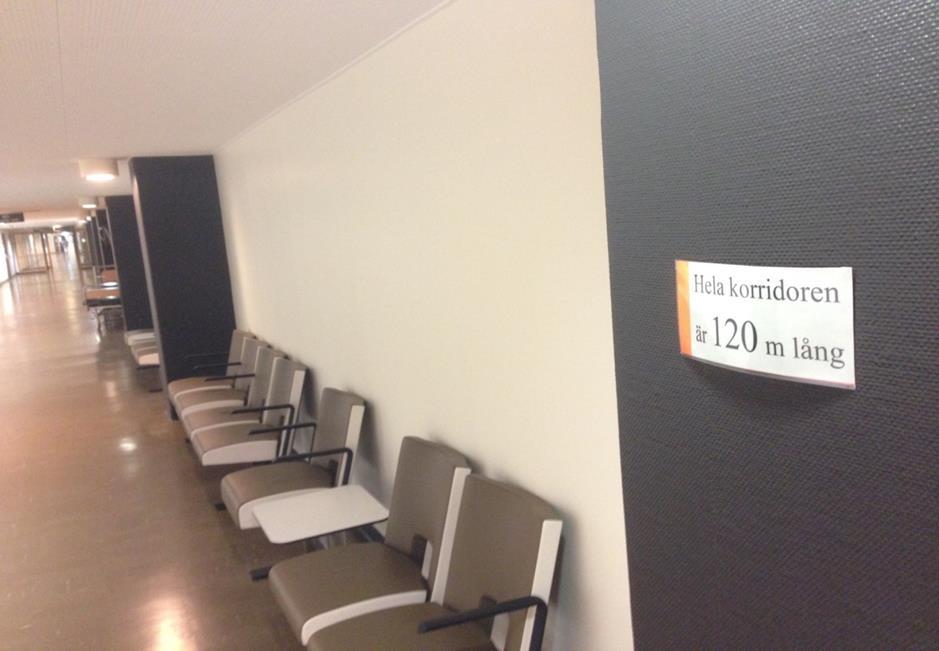 Hela korridoren
är 120 m lång